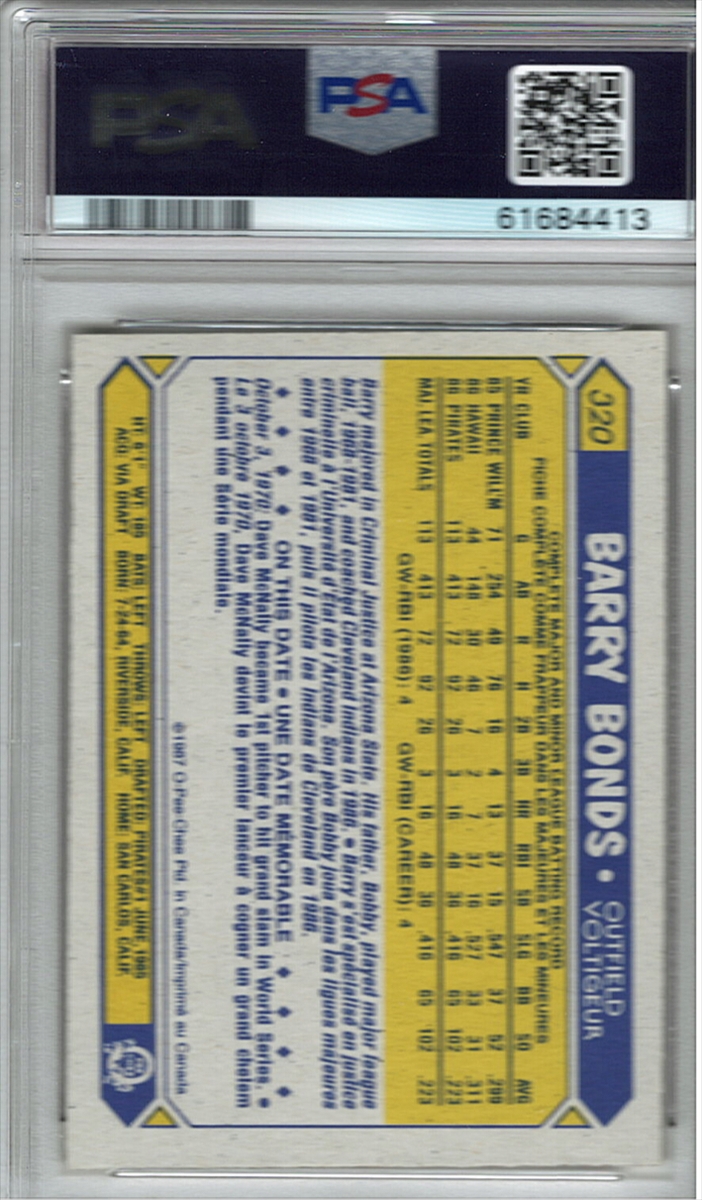 PSA
PSA
61684413
320 BARRY BONDS • OUTFIELD
VOLTIGEUR
COMPLETE MAJOR AND MINOR LEAGUE BATTING RECORD
FICHE COMPLETE COMME FRAPPEUR DANS LES MAJEURES ET LES MINEURES
YR CLUB G AB R H 2B 3B HR RBI SB SLG BB SO AVG
85 PRINCE WILL'M 71 254 49 76 16 4 13 37 15 .547 37 52 .299
86 HAWAII 44 148 30 46 7 2 7 37 16 .527 33 31 .311
86 PIRATES 113 413 72 92 26 3 16 48 36 .416 65 102 .223
MAJ. LEA. TOTALS 113 413 72 92 26 3 16 48 36 .416 65 102 .223
GW-RBI (1986): 4 GW-RBI (CAREER): 4
Barry majored in Criminal Justice at Arizona State. His father, Bobby, played major league
ball, 1968-1981, and coached Cleveland Indians in 1986. • Barry s'est spécialisé en justice
criminelle à l'Université d'État de l'Arizona. Son père Bobby joua dans les ligues majeures
entre 1968 et 1981, puis il pilota les Indiens de Cleveland en 1986.
ON THIS DATE • UNE DATE MEMORABLE
October 3, 1970, Dave McNally became 1st pitcher to hit grand slam in World Series. •
Le 3 octobre 1970, Dave McNally devint le premier lanceur à cogner un grand chelem
pendant une Série mondiale.
© 1987 O-Pee-Chee Ptd. in Canada/Imprimé au Canada
HT: 6'1" WT: 185 BATS: LEFT THROWS: LEFT DRAFTED: PIRATES #1-JUNE, 1985
ACQ: VIA DRAFT BORN: 7-24-64, RIVERSIDE, CALIF. HOME: SAN CARLOS, CALIF.